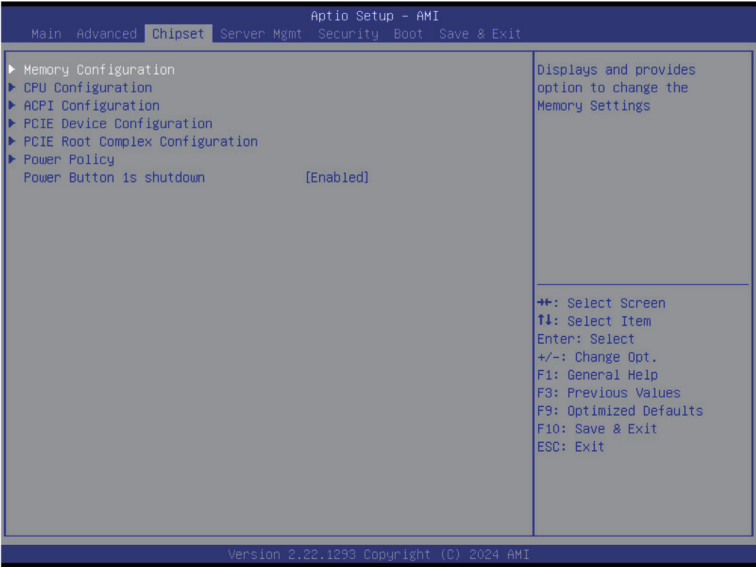 Aptio Setup – AMI
Main Advanced Chipset Server Mgmt Security Boot Save & Exit
▶ Memory Configuration
▶ CPU Configuration
▶ ACPI Configuration
▶ PCIE Device Configuration
▶ PCIE Root Complex Configuration
▶ Power Policy
Power Button 1s shutdown [Enabled]
Displays and provides
option to change the
Memory Settings
→←: Select Screen
↑↓: Select Item
Enter: Select
+/-: Change Opt.
F1: General Help
F3: Previous Values
F9: Optimized Defaults
F10: Save & Exit
ESC: Exit
Version 2.22.1293 Copyright (C) 2024 AMI